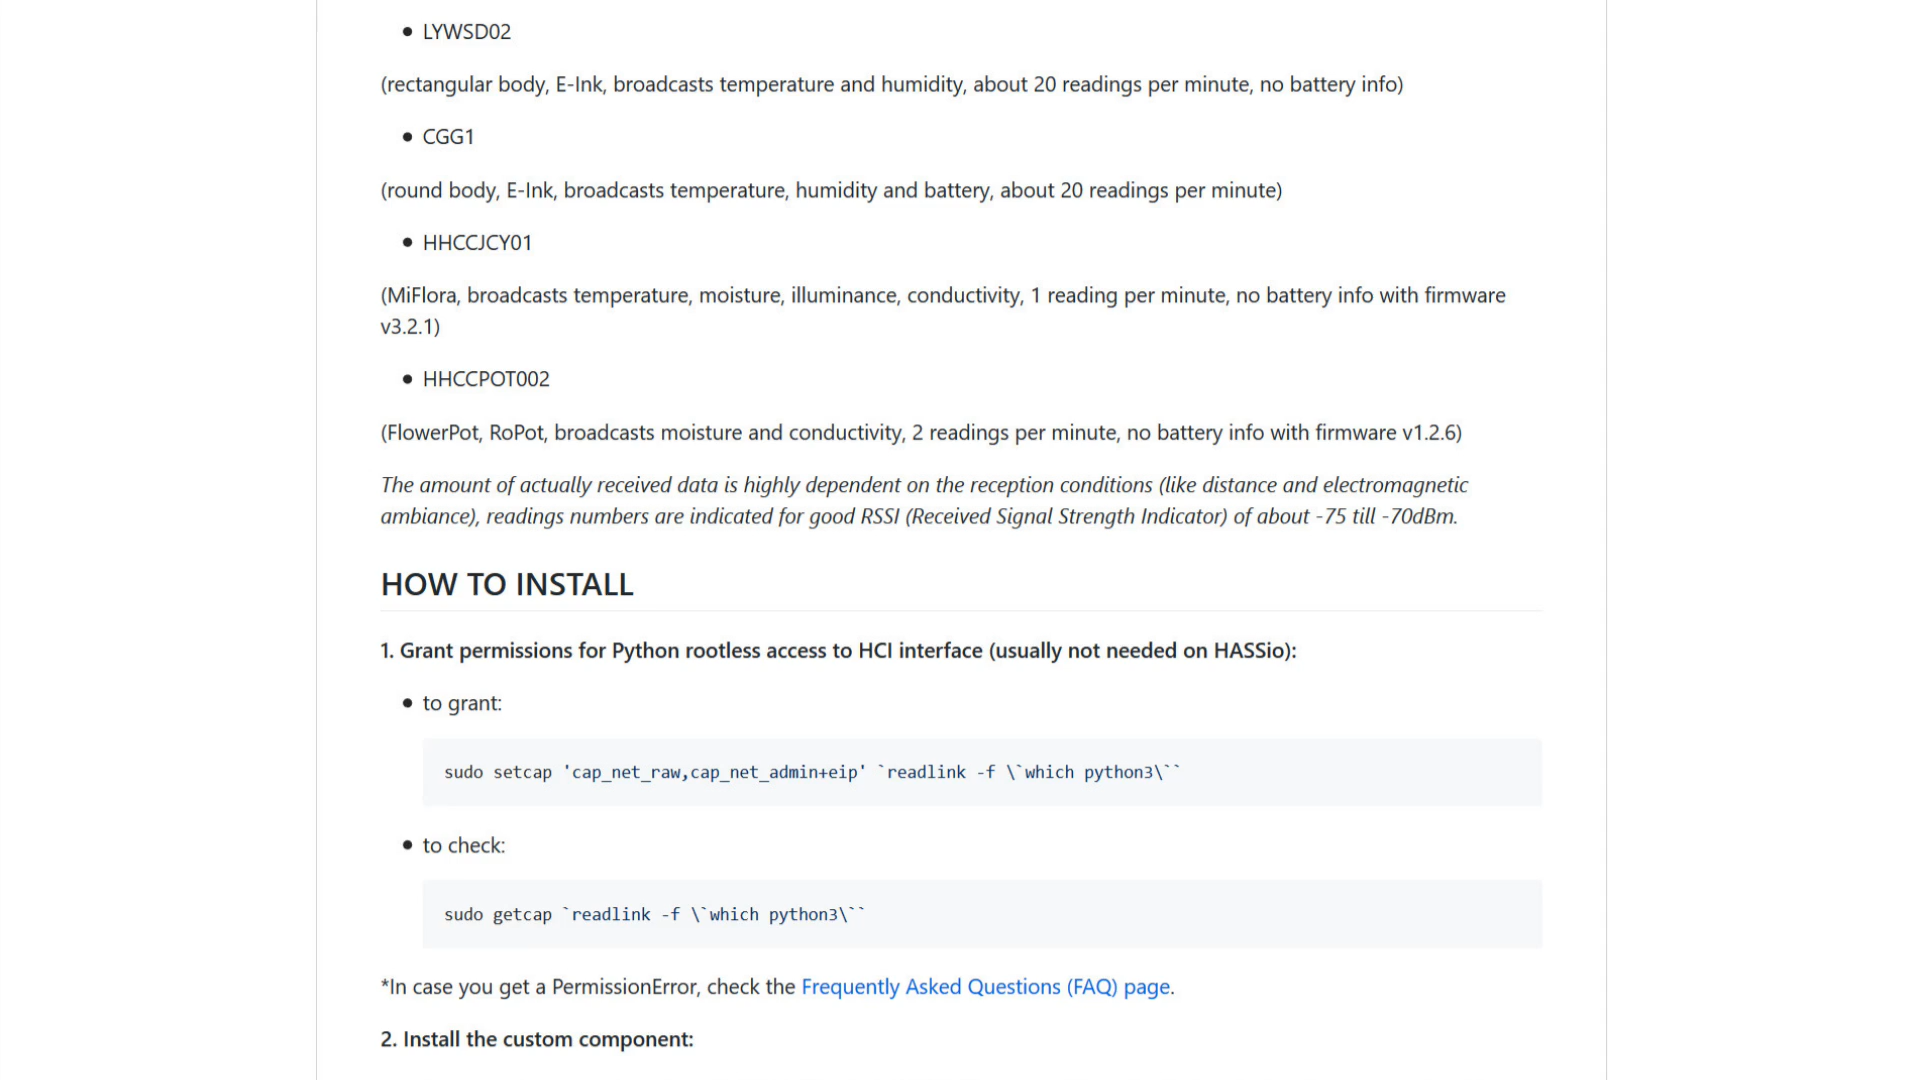 • LYWSD02
(rectangular body, E-Ink, broadcasts temperature and humidity, about 20 readings per minute, no battery info)
• CGG1
(round body, E-Ink, broadcasts temperature, humidity and battery, about 20 readings per minute)
• HHCCJCY01
(MiFlora, broadcasts temperature, moisture, illuminance, conductivity, 1 reading per minute, no battery info with firmware
v3.2.1)
• HHCCPOT002
(FlowerPot, RoPot, broadcasts moisture and conductivity, 2 readings per minute, no battery info with firmware v1.2.6)
The amount of actually received data is highly dependent on the reception conditions (like distance and electromagnetic
ambiance), readings numbers are indicated for good RSSI (Received Signal Strength Indicator) of about -75 till -70dBm.
HOW TO INSTALL
1. Grant permissions for Python rootless access to HCI interface (usually not needed on HASSio):
• to grant:
sudo setcap 'cap_net_raw,cap_net_admin+eip' `readlink -f \`which python3\``
• to check:
sudo getcap `readlink -f \`which python3\``
*In case you get a PermissionError, check the Frequently Asked Questions (FAQ) page.
2. Install the custom component: